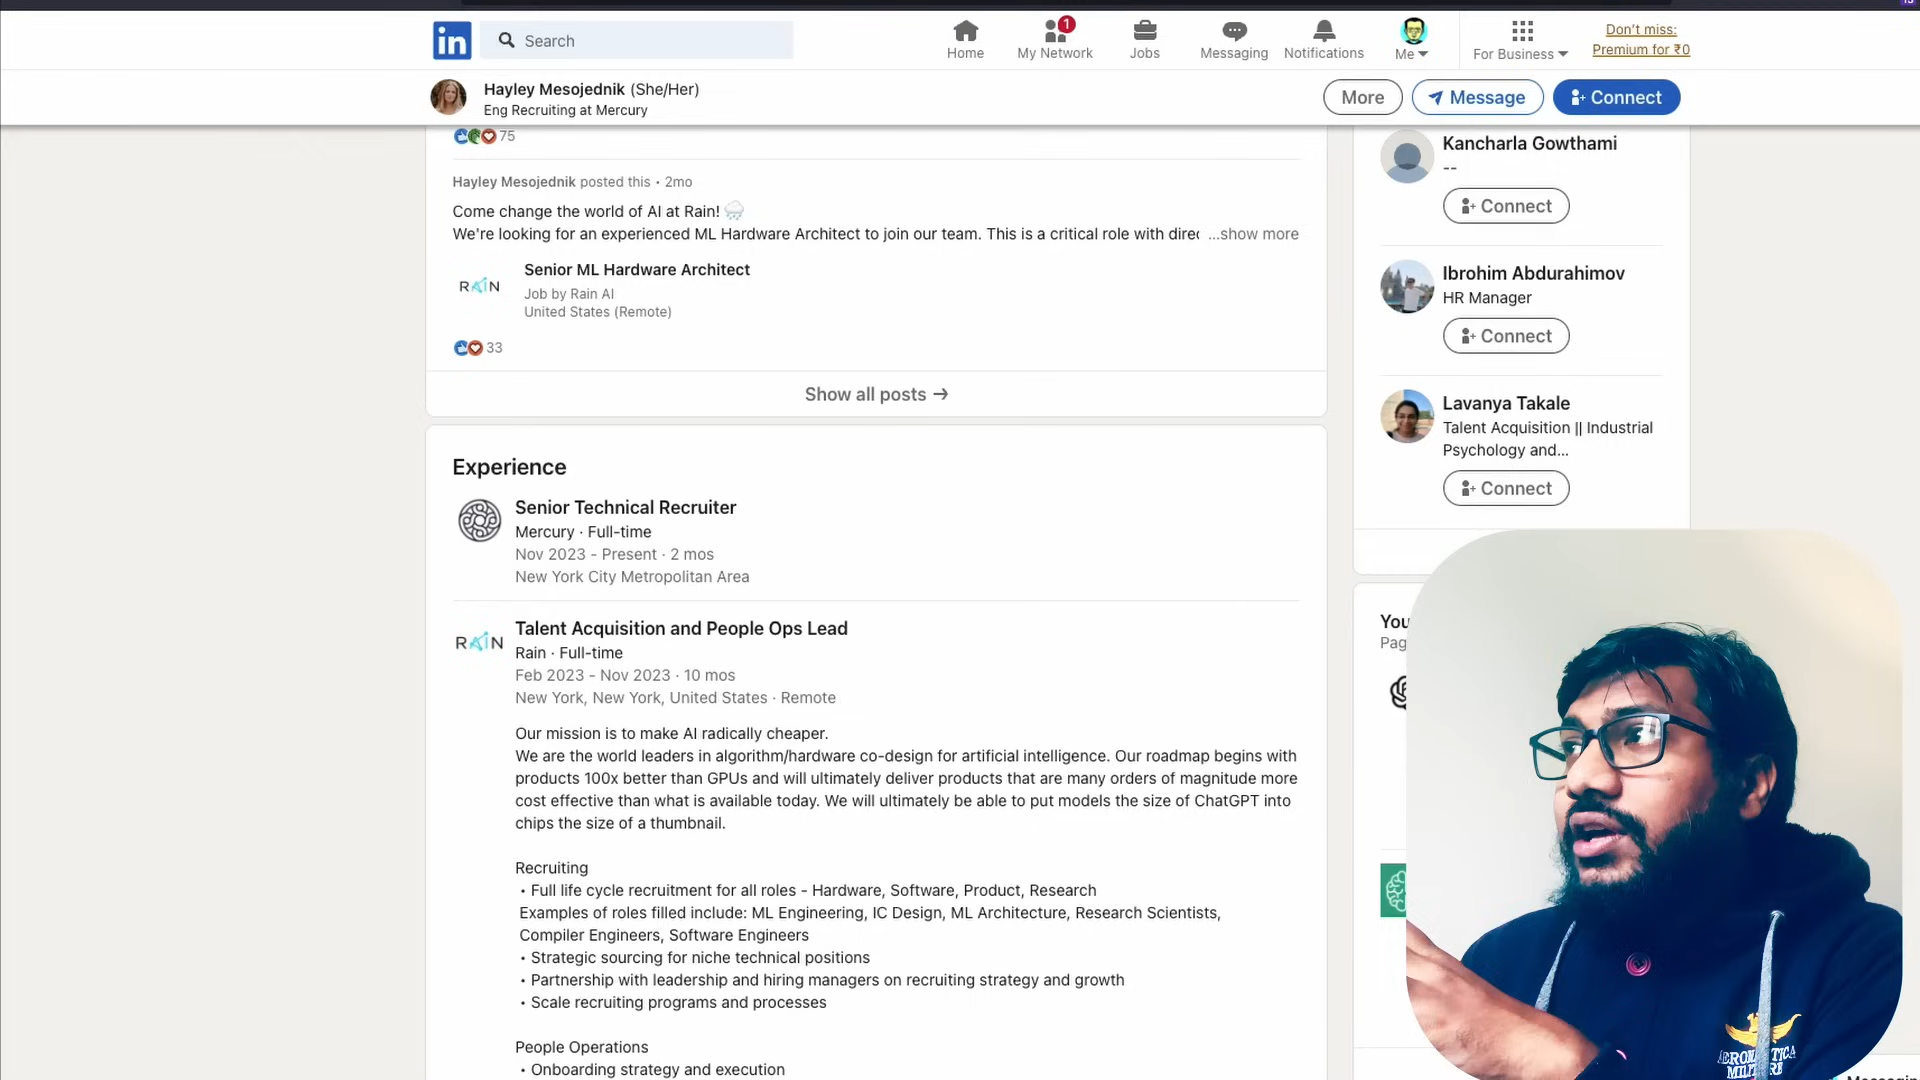 Search
Home
My Network
1
Jobs
Messaging
Notifications
Me
For Business
Don't miss:
Premium for ₹0
Hayley Mesojednik (She/Her)
Eng Recruiting at Mercury
More
Message
Connect
75
Hayley Mesojednik posted this • 2mo
Come change the world of AI at Rain!
We're looking for an experienced ML Hardware Architect to join our team. This is a critical role with direc ...show more
RAIN
Senior ML Hardware Architect
Job by Rain AI
United States (Remote)
33
Show all posts →
Experience
Senior Technical Recruiter
Mercury · Full-time
Nov 2023 - Present · 2 mos
New York City Metropolitan Area
RAIN
Talent Acquisition and People Ops Lead
Rain · Full-time
Feb 2023 - Nov 2023 · 10 mos
New York, New York, United States · Remote
Our mission is to make AI radically cheaper.
We are the world leaders in algorithm/hardware co-design for artificial intelligence. Our roadmap begins with
products 100x better than GPUs and will ultimately deliver products that are many orders of magnitude more
cost effective than what is available today. We will ultimately be able to put models the size of ChatGPT into
chips the size of a thumbnail.
Recruiting
• Full life cycle recruitment for all roles - Hardware, Software, Product, Research
Examples of roles filled include: ML Engineering, IC Design, ML Architecture, Research Scientists,
Compiler Engineers, Software Engineers
• Strategic sourcing for niche technical positions
• Partnership with leadership and hiring managers on recruiting strategy and growth
• Scale recruiting programs and processes
People Operations
• Onboarding strategy and execution
Kancharla Gowthami
--
Connect
Ibrohim Abdurahimov
HR Manager
Connect
Lavanya Takale
Talent Acquisition || Industrial
Psychology and...
Connect
You
Pag